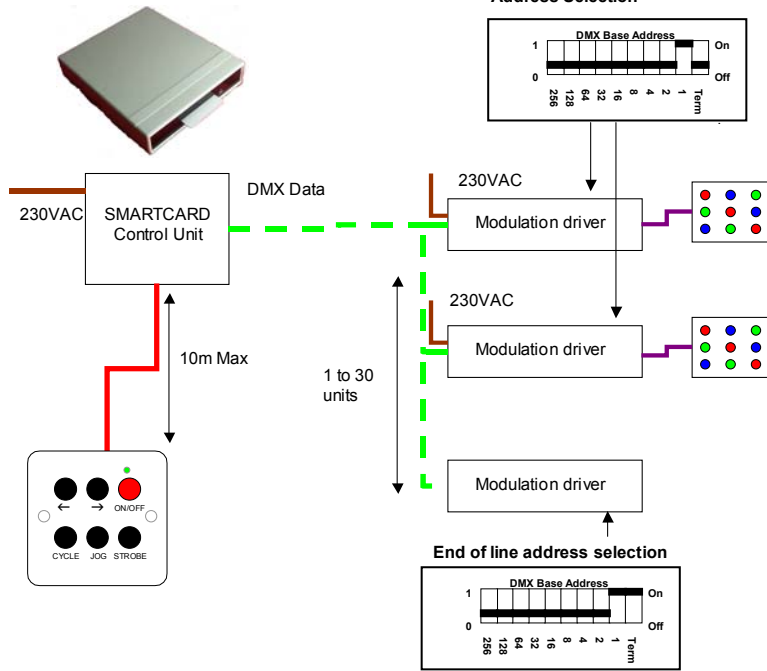 Address Selection
DMX Base Address
1
On
0
Off
256
128
64
32
16
8
4
2
1
Term
230VAC
SMARTCARD
Control Unit
DMX Data
230VAC
Modulation driver
230VAC
Modulation driver
10m Max
1 to 30
units
Modulation driver
← → ON/OFF
CYCLE JOG STROBE
End of line address selection
DMX Base Address
1
On
0
Off
256
128
64
32
16
8
4
2
1
Term